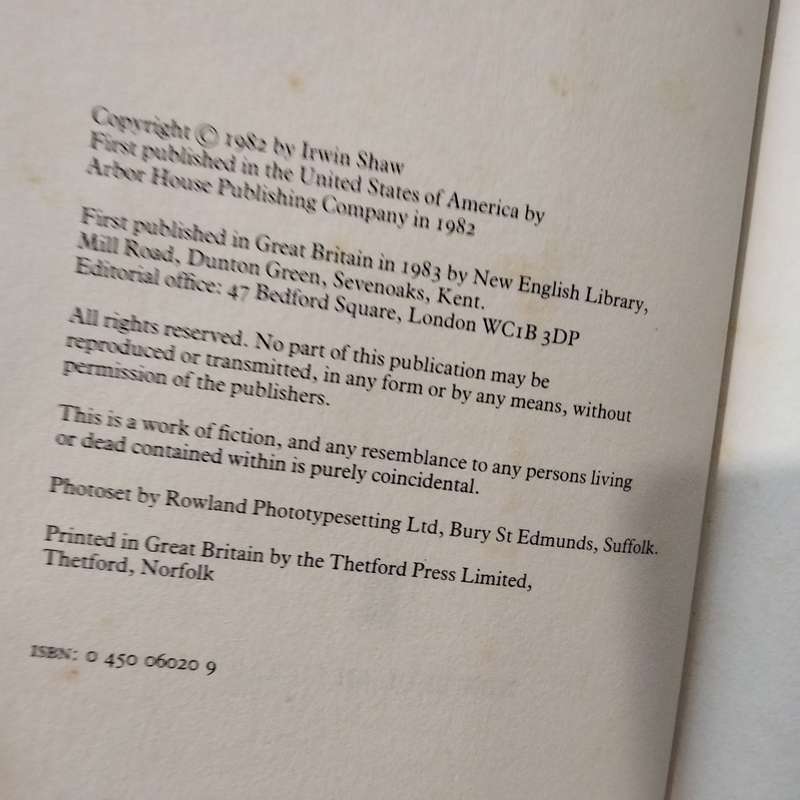 Copyright © 1982 by Irwin Shaw
First published in the United States of America by
Arbor House Publishing Company in 1982
First published in Great Britain in 1983 by New English Library,
Mill Road, Dunton Green, Sevenoaks, Kent.
Editorial office: 47 Bedford Square, London WC1B 3DP
All rights reserved. No part of this publication may be
reproduced or transmitted, in any form or by any means, without
permission of the publishers.
This is a work of fiction, and any resemblance to any persons living
or dead contained within is purely coincidental.
Photoset by Rowland Phototypesetting Ltd, Bury St Edmunds, Suffolk.
Printed in Great Britain by the Thetford Press Limited,
Thetford, Norfolk
ISBN: 0 450 06020 9